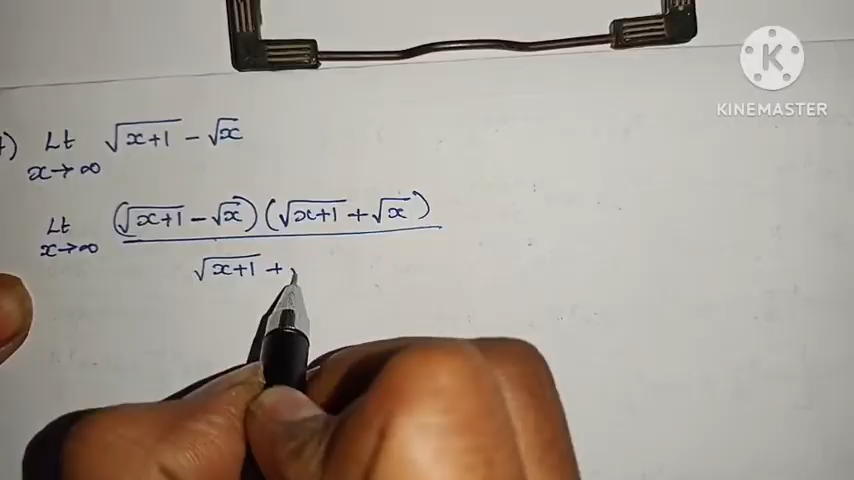 ) Lt √(x+1) − √x
x→∞
Lt (√(x+1) − √x)(√(x+1) + √x)
x→∞
√(x+1) +
K
KINEMASTER